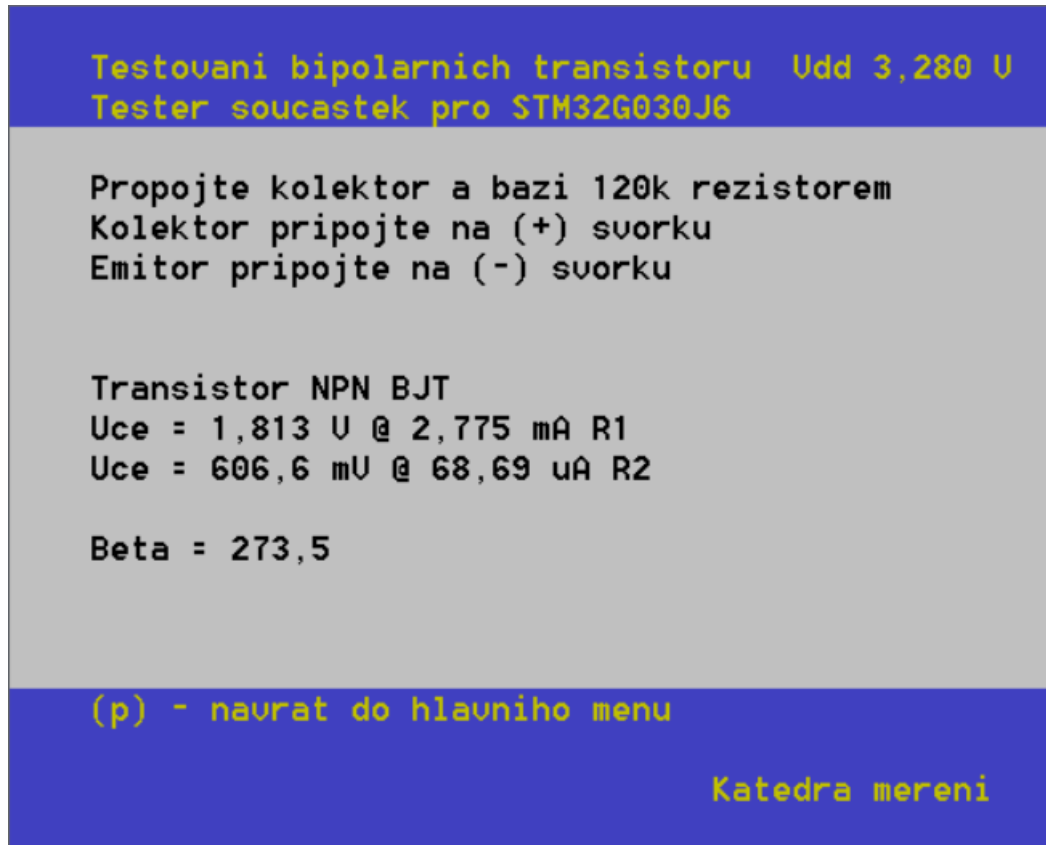 Testovani bipolarnich transistoru Vdd 3,280 V
Tester soucastek pro STM32G030J6
Propojte kolektor a bazi 120k rezistorem
Kolektor pripojte na (+) svorku
Emitor pripojte na (-) svorku
Transistor NPN BJT
Uce = 1,813 V @ 2,775 mA R1
Uce = 606,6 mV @ 68,69 uA R2
Beta = 273,5
(p) - navrat do hlavniho menu
Katedra mereni